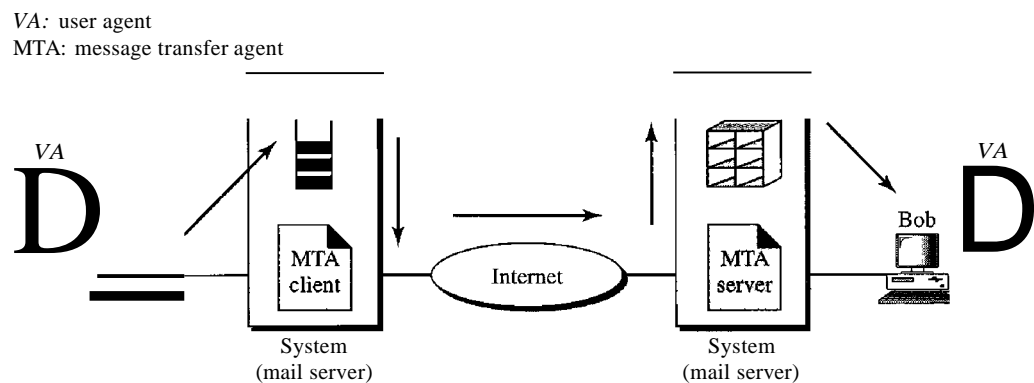 VA: user agent
MTA: message transfer agent
VA
D
MTA
client
System
(mail server)
Internet
MTA
server
System
(mail server)
Bob
VA
D